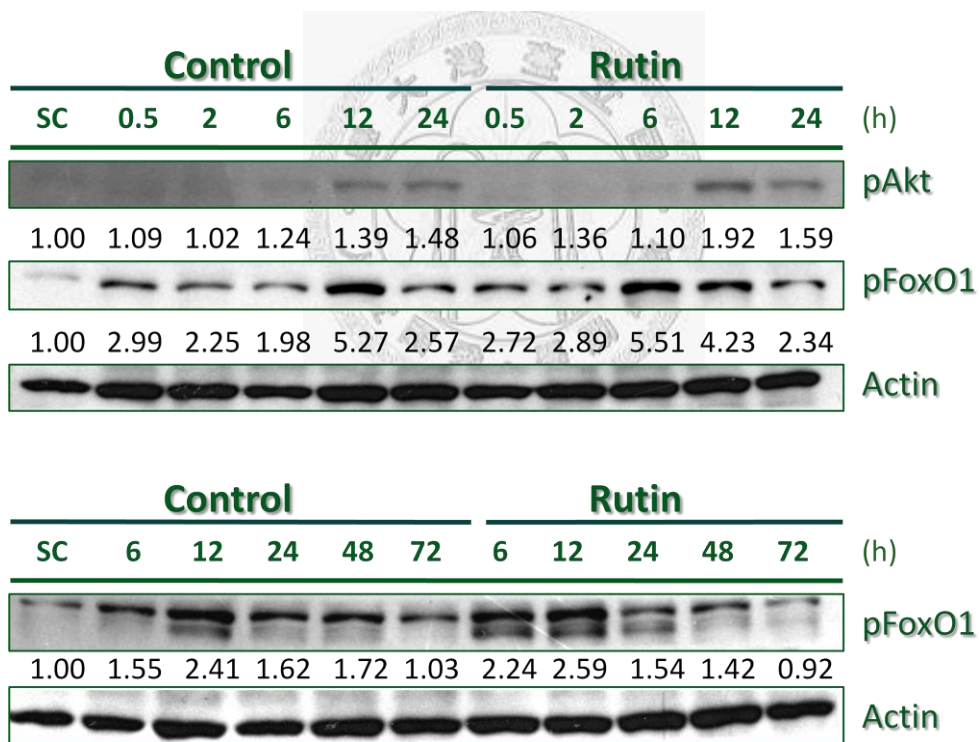 Control Rutin
SC 0.5 2 6 12 24 0.5 2 6 12 24 (h)
pAkt
1.00 1.09 1.02 1.24 1.39 1.48 1.06 1.36 1.10 1.92 1.59
pFoxO1
1.00 2.99 2.25 1.98 5.27 2.57 2.72 2.89 5.51 4.23 2.34
Actin
Control Rutin
SC 6 12 24 48 72 6 12 24 48 72 (h)
pFoxO1
1.00 1.55 2.41 1.62 1.72 1.03 2.24 2.59 1.54 1.42 0.92
Actin